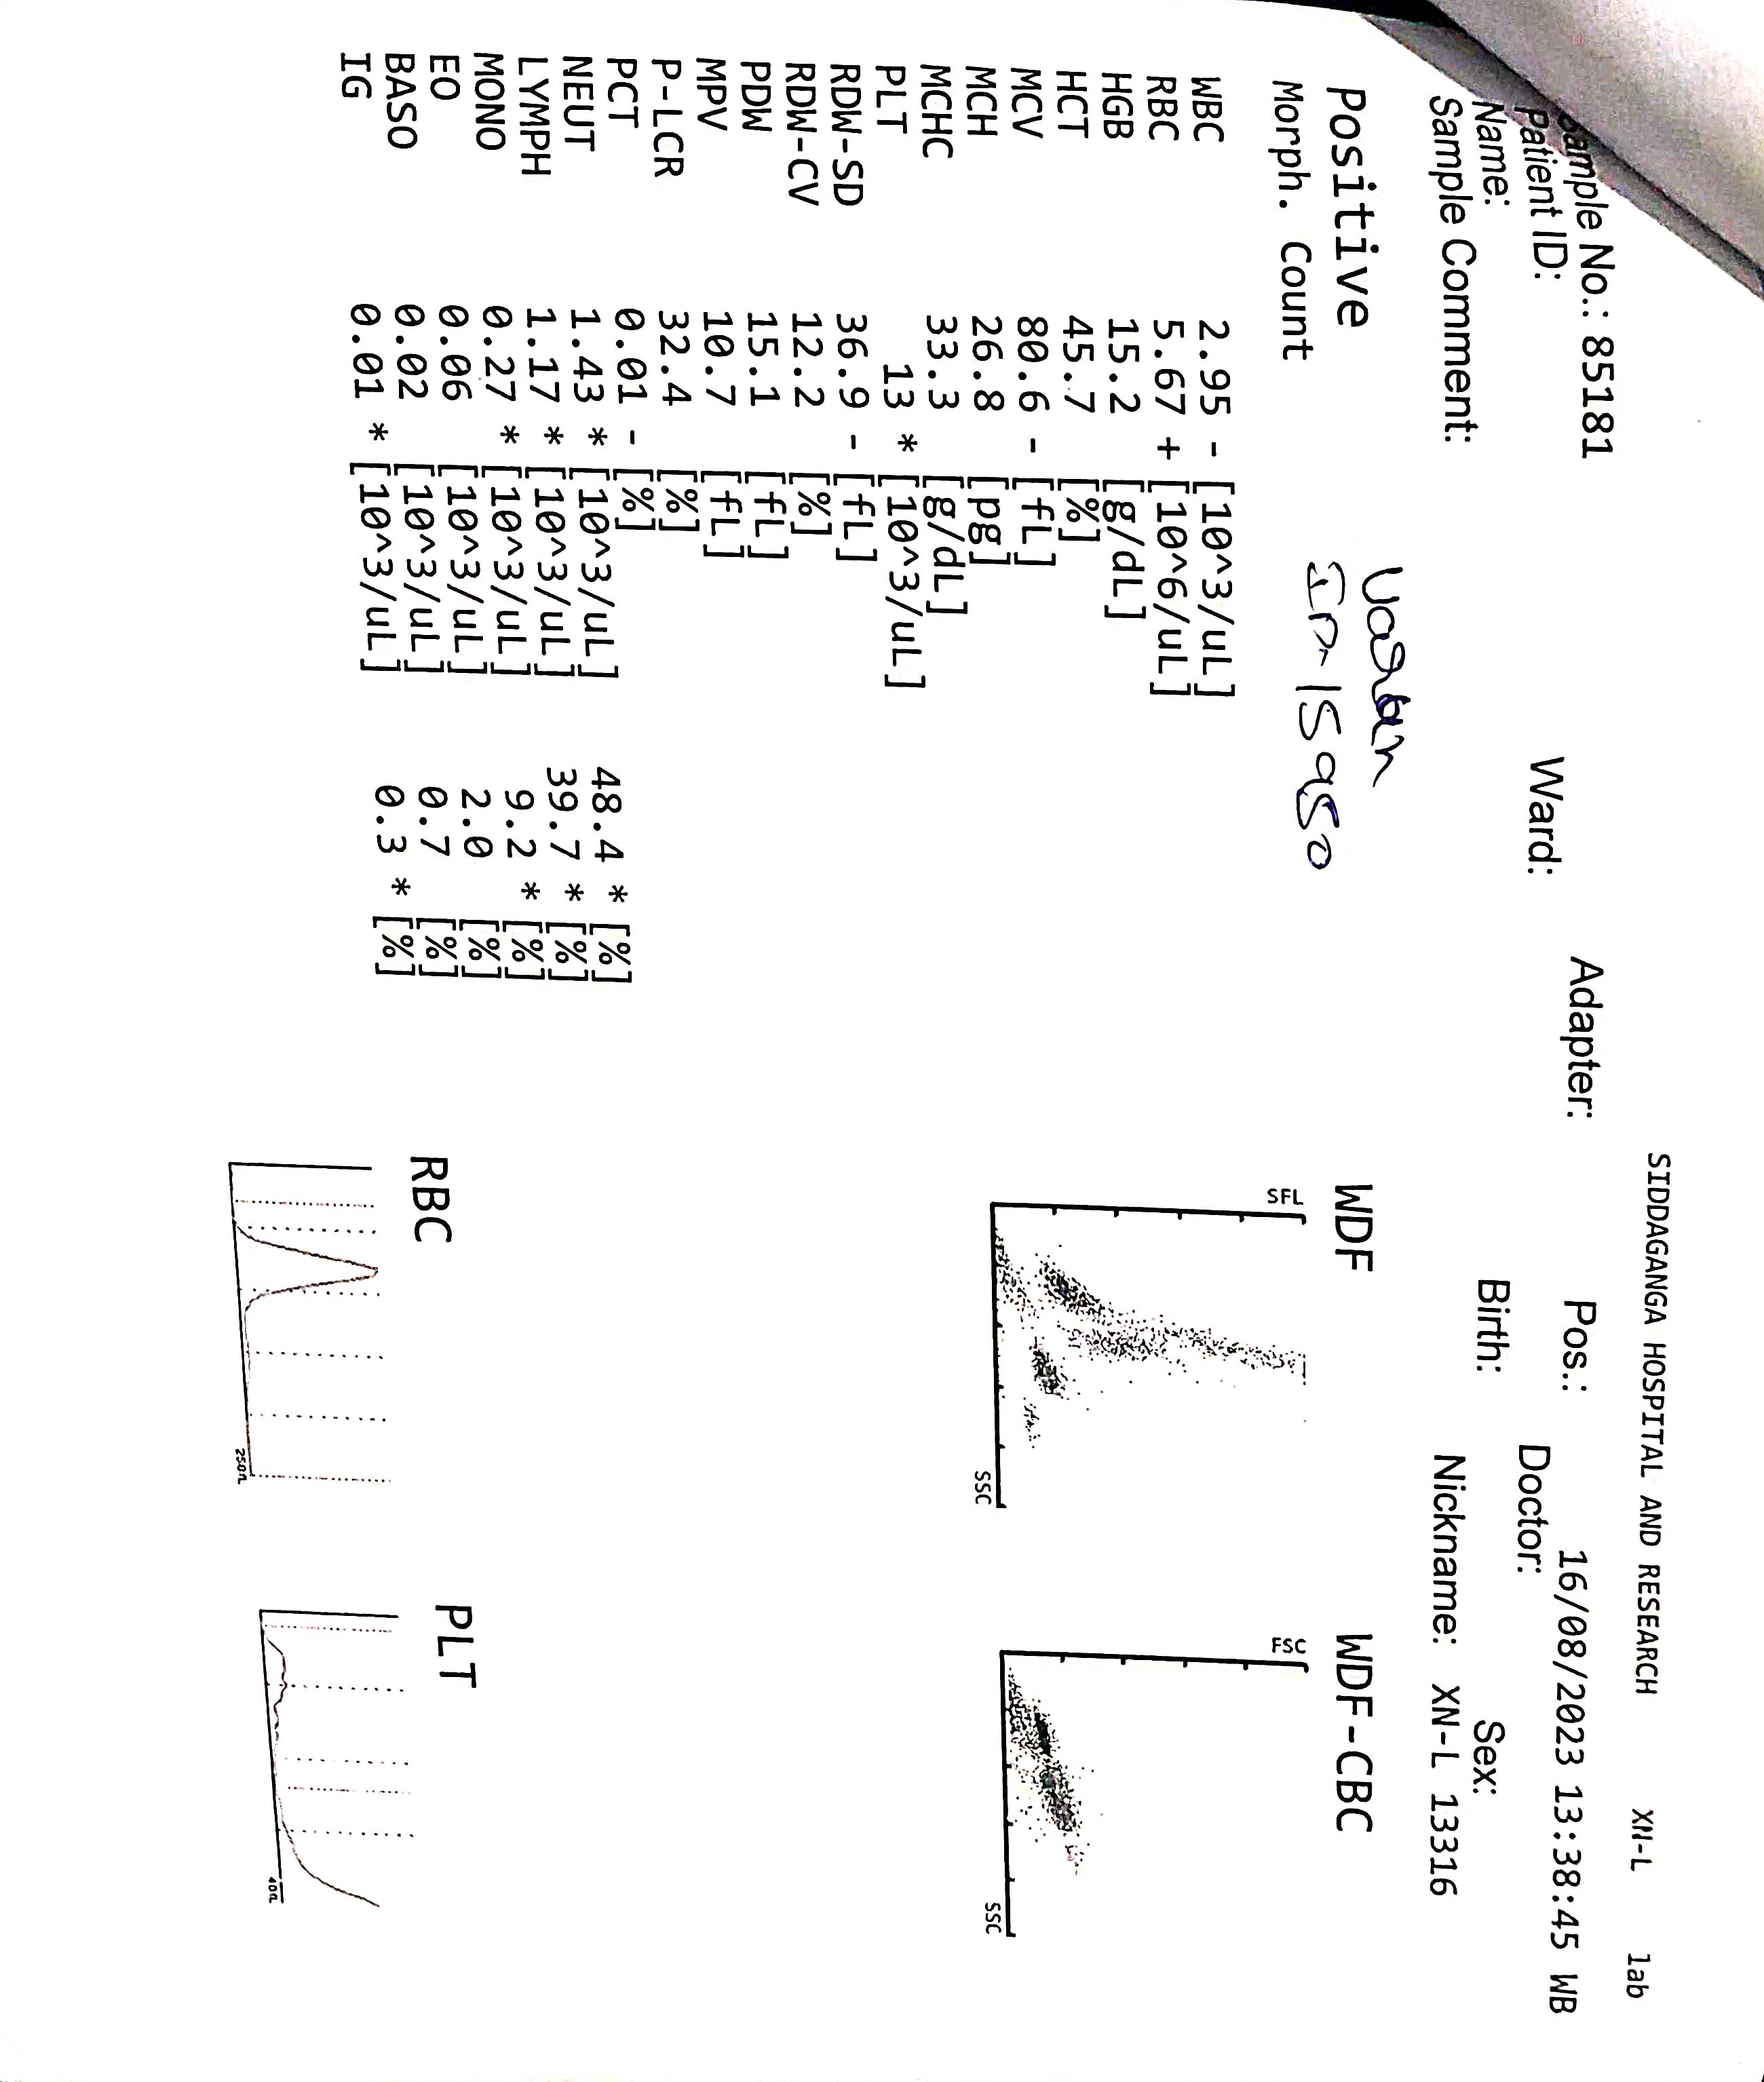 SIDDAGANGA HOSPITAL AND RESEARCH XN-L lab
Sample No.: 85181 Adapter: Pos.: 16/08/2023 13:38:45 WB
Patient ID: Ward: Doctor:
Name: Birth: Sex:
Sample Comment: Nickname: XN-L 13316
Positive
Morph. Count
WBC 2.95 - [10^3/uL]
RBC 5.67 + [10^6/uL]
HGB 15.2 [g/dL]
HCT 45.7 [%]
MCV 80.6 - [fL]
MCH 26.8 [pg]
MCHC 33.3 [g/dL]
PLT 13 * [10^3/uL]
RDW-SD 36.9 - [fL]
RDW-CV 12.2 [%]
PDW 15.1 [fL]
MPV 10.7 [fL]
P-LCR 32.4 [%]
PCT 0.01 - [%]
NEUT 1.43 * [10^3/uL] 48.4 * [%]
LYMPH 1.17 * [10^3/uL] 39.7 * [%]
MONO 0.27 * [10^3/uL] 9.2 * [%]
EO 0.06 [10^3/uL] 2.0 [%]
BASO 0.02 [10^3/uL] 0.7 [%]
IG 0.01 * [10^3/uL] 0.3 * [%]
WDF
SFL
SSC
WDF-CBC
FSC
SSC
RBC
250fL
PLT
40fL